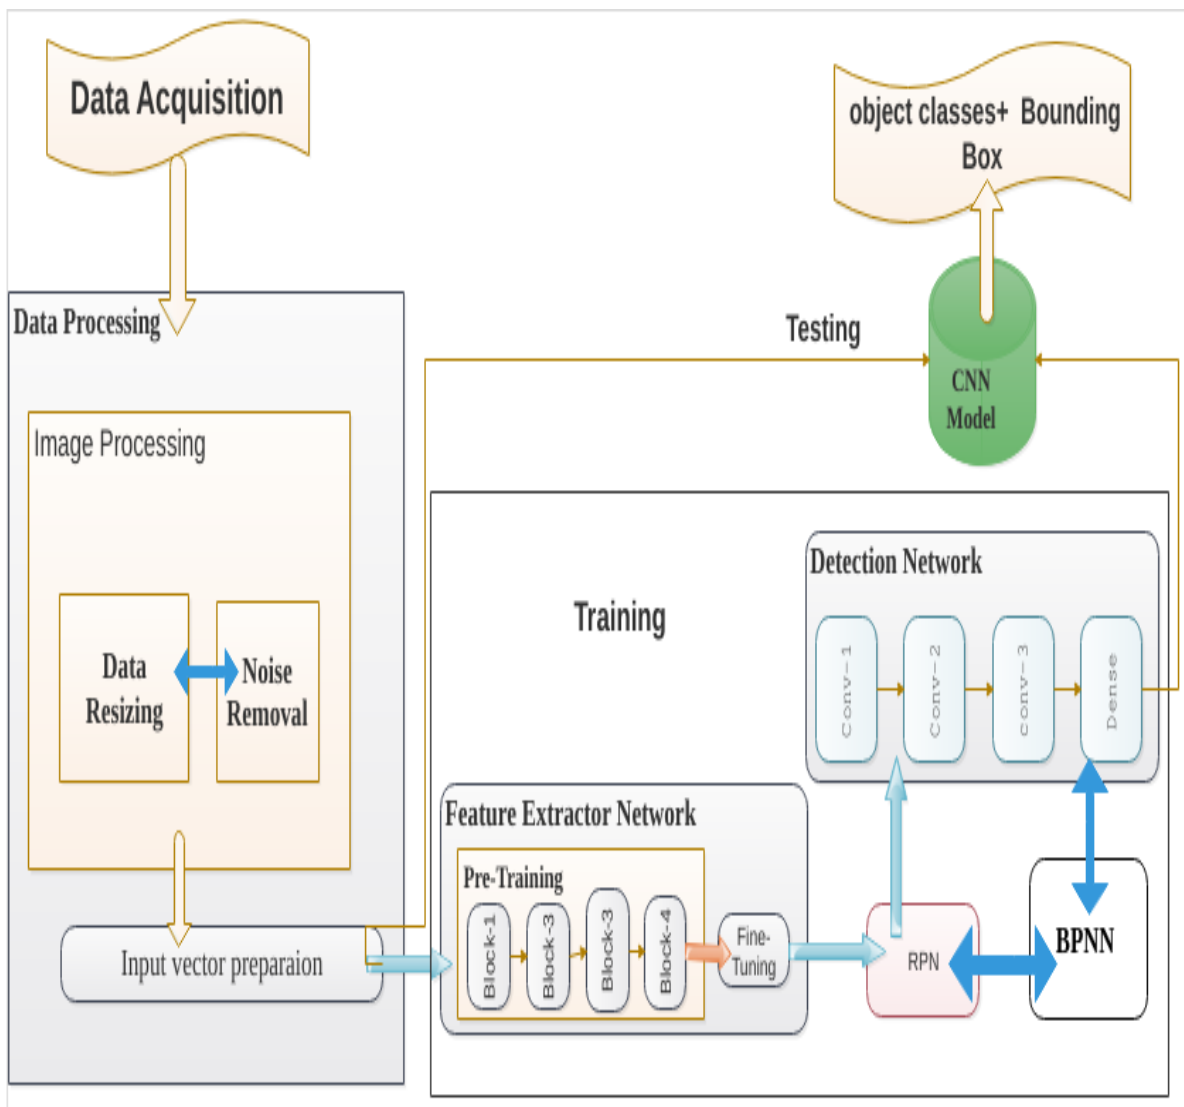 Data Acquisition
object classes+ Bounding
Box
Data Processing
Testing
CNN
Model
Image Processing
Detection Network
Training
Conv-1
Conv-2
conv-3
Dense
Data
Resizing
Noise
Removal
Feature Extractor Network
Pre-Training
Block-1
Block-3
Block-3
Block-4
Fine-
Tuning
RPN
BPNN
Input vector preparaion